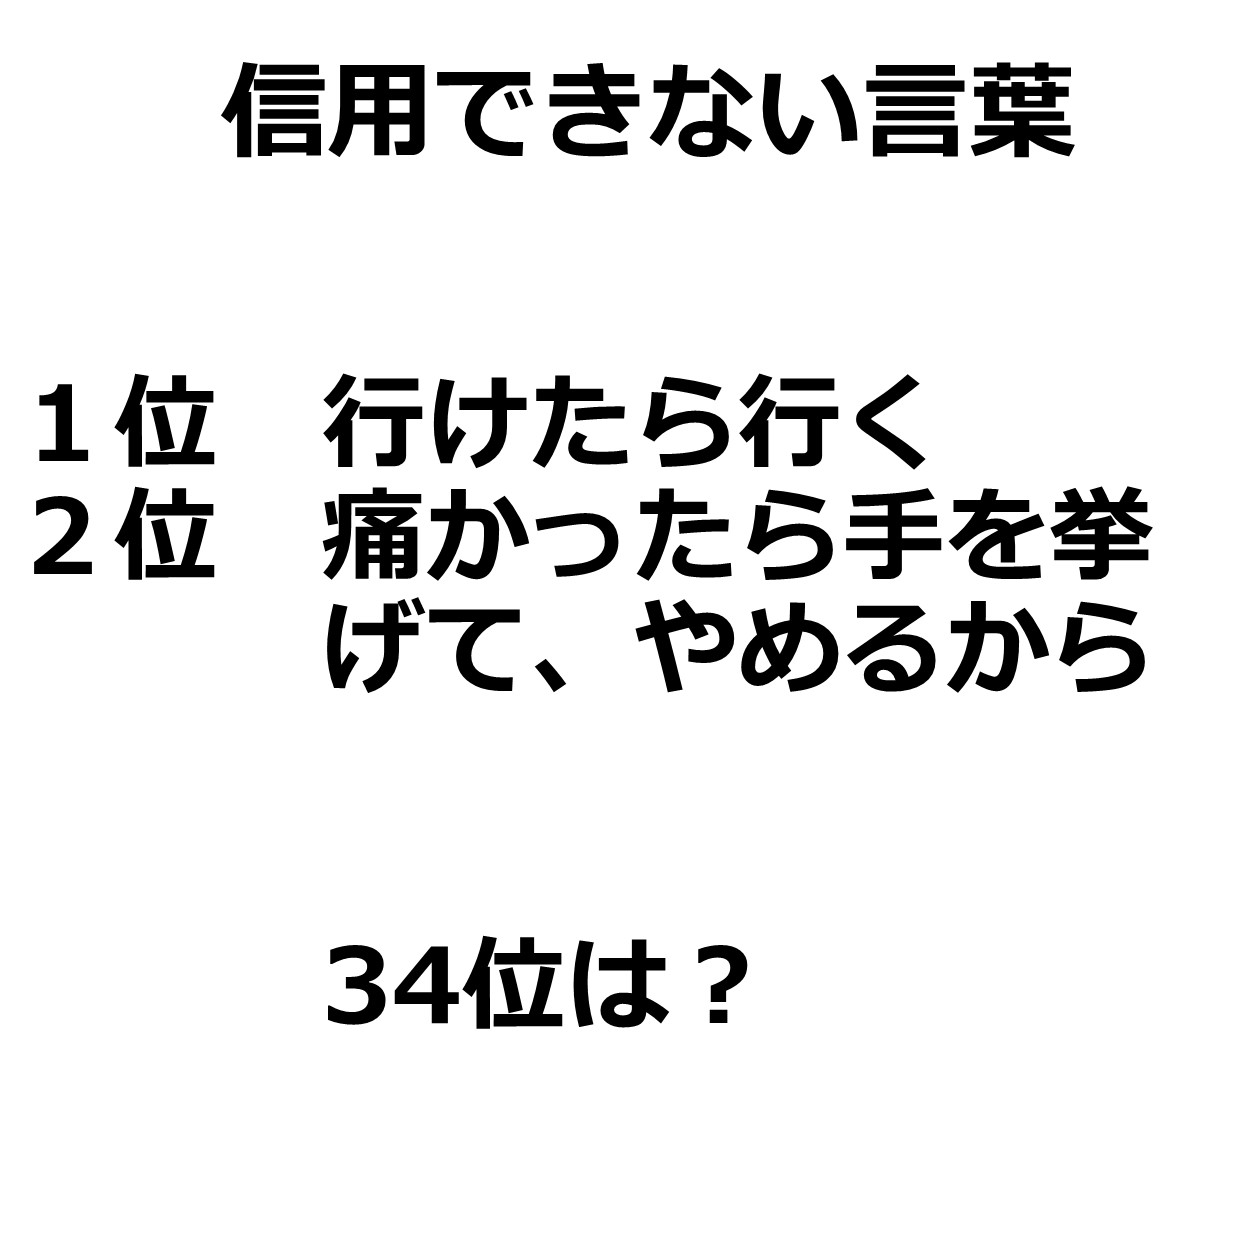 信用できない言葉
１位　行けたら行く
２位　痛かったら手を挙
げて、やめるから
34位は？